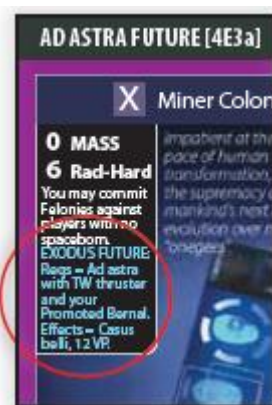 AD ASTRA FUTURE [4E3a]
X Miner Colon
0 MASS
6 Rad-Hard
You may commit
Felonies against
players with no
spaceborn.
EXODUS FUTURE:
Reqs = Ad astra
with TW thruster
and your
Promoted Bernal.
Effects = Casus
belli, 12 VP.
impatient at th
pace of human
transformation,
the supremacy o
mankind's next
evolution over
"onegees